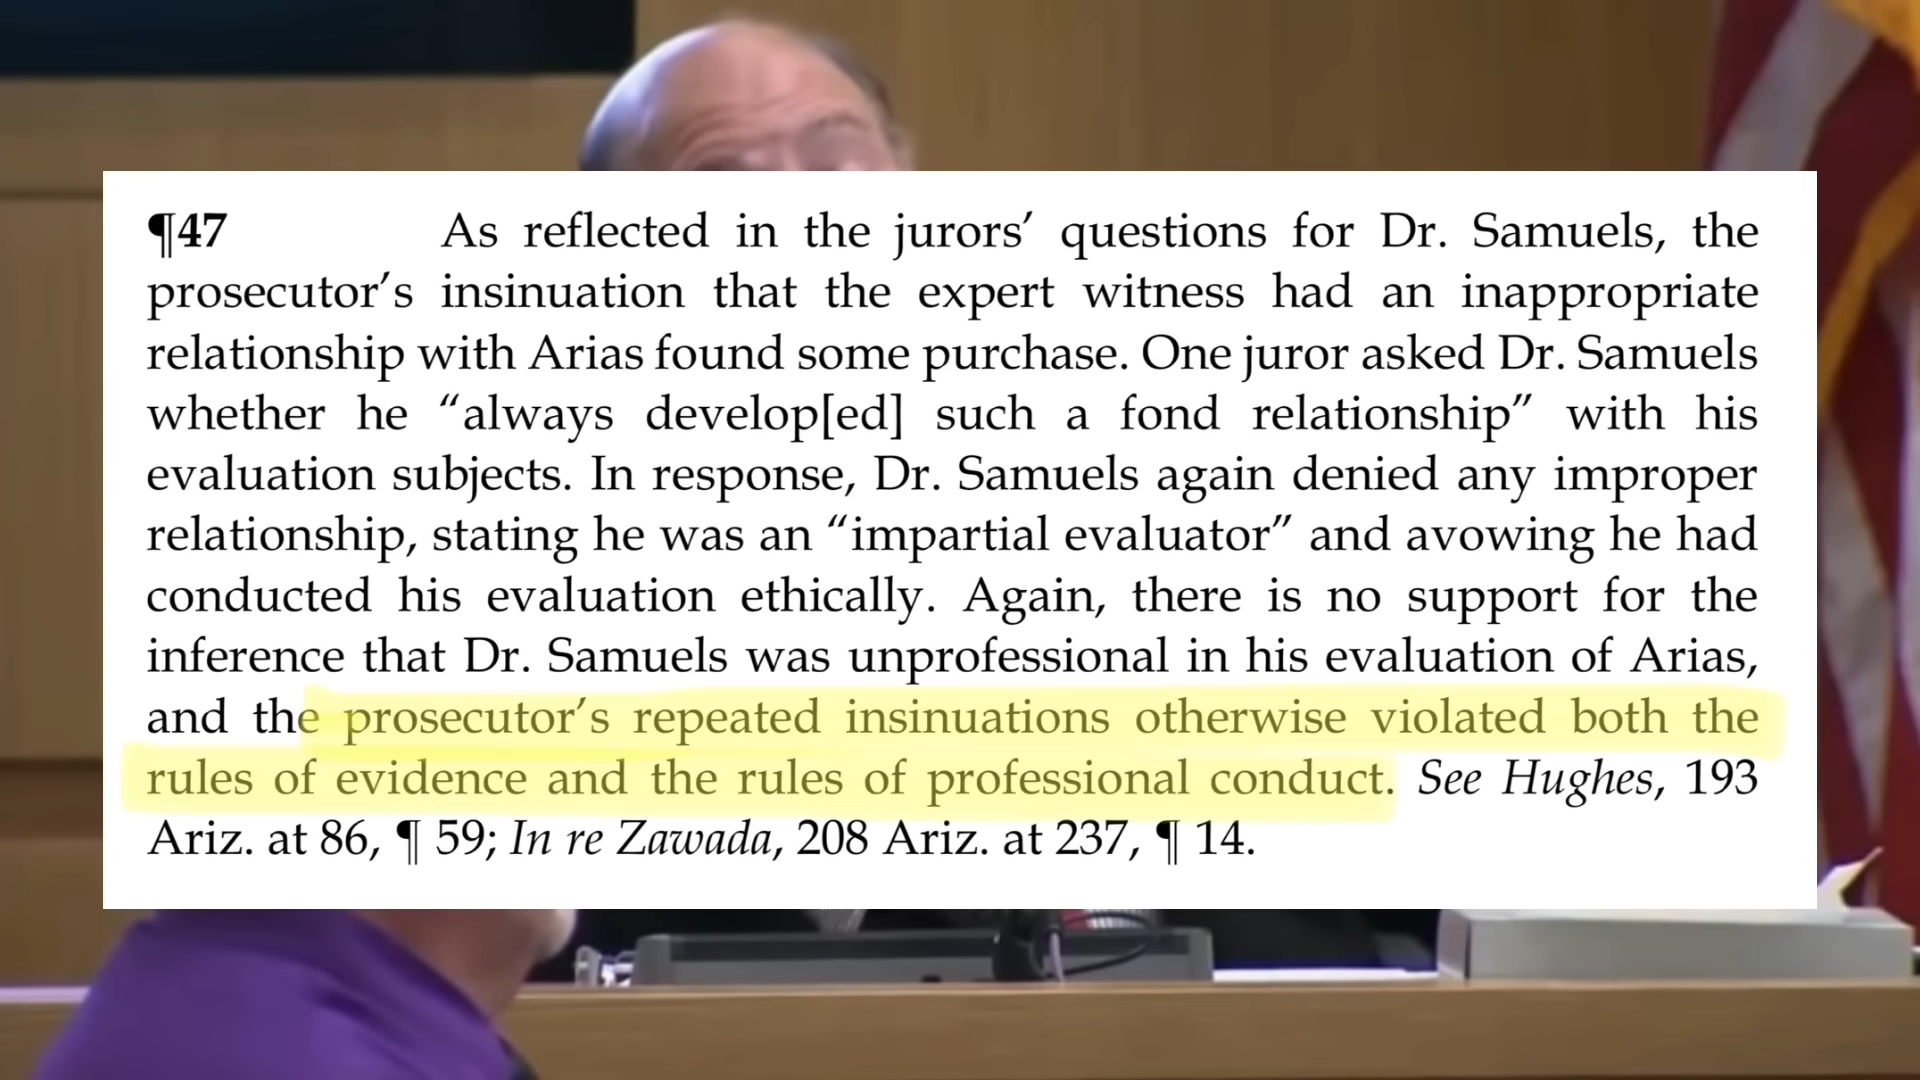 ¶47 As reflected in the jurors’ questions for Dr. Samuels, the
prosecutor’s insinuation that the expert witness had an inappropriate
relationship with Arias found some purchase. One juror asked Dr. Samuels
whether he “always develop[ed] such a fond relationship” with his
evaluation subjects. In response, Dr. Samuels again denied any improper
relationship, stating he was an “impartial evaluator” and avowing he had
conducted his evaluation ethically. Again, there is no support for the
inference that Dr. Samuels was unprofessional in his evaluation of Arias,
and the prosecutor’s repeated insinuations otherwise violated both the
rules of evidence and the rules of professional conduct. See Hughes, 193
Ariz. at 86, ¶ 59; In re Zawada, 208 Ariz. at 237, ¶ 14.